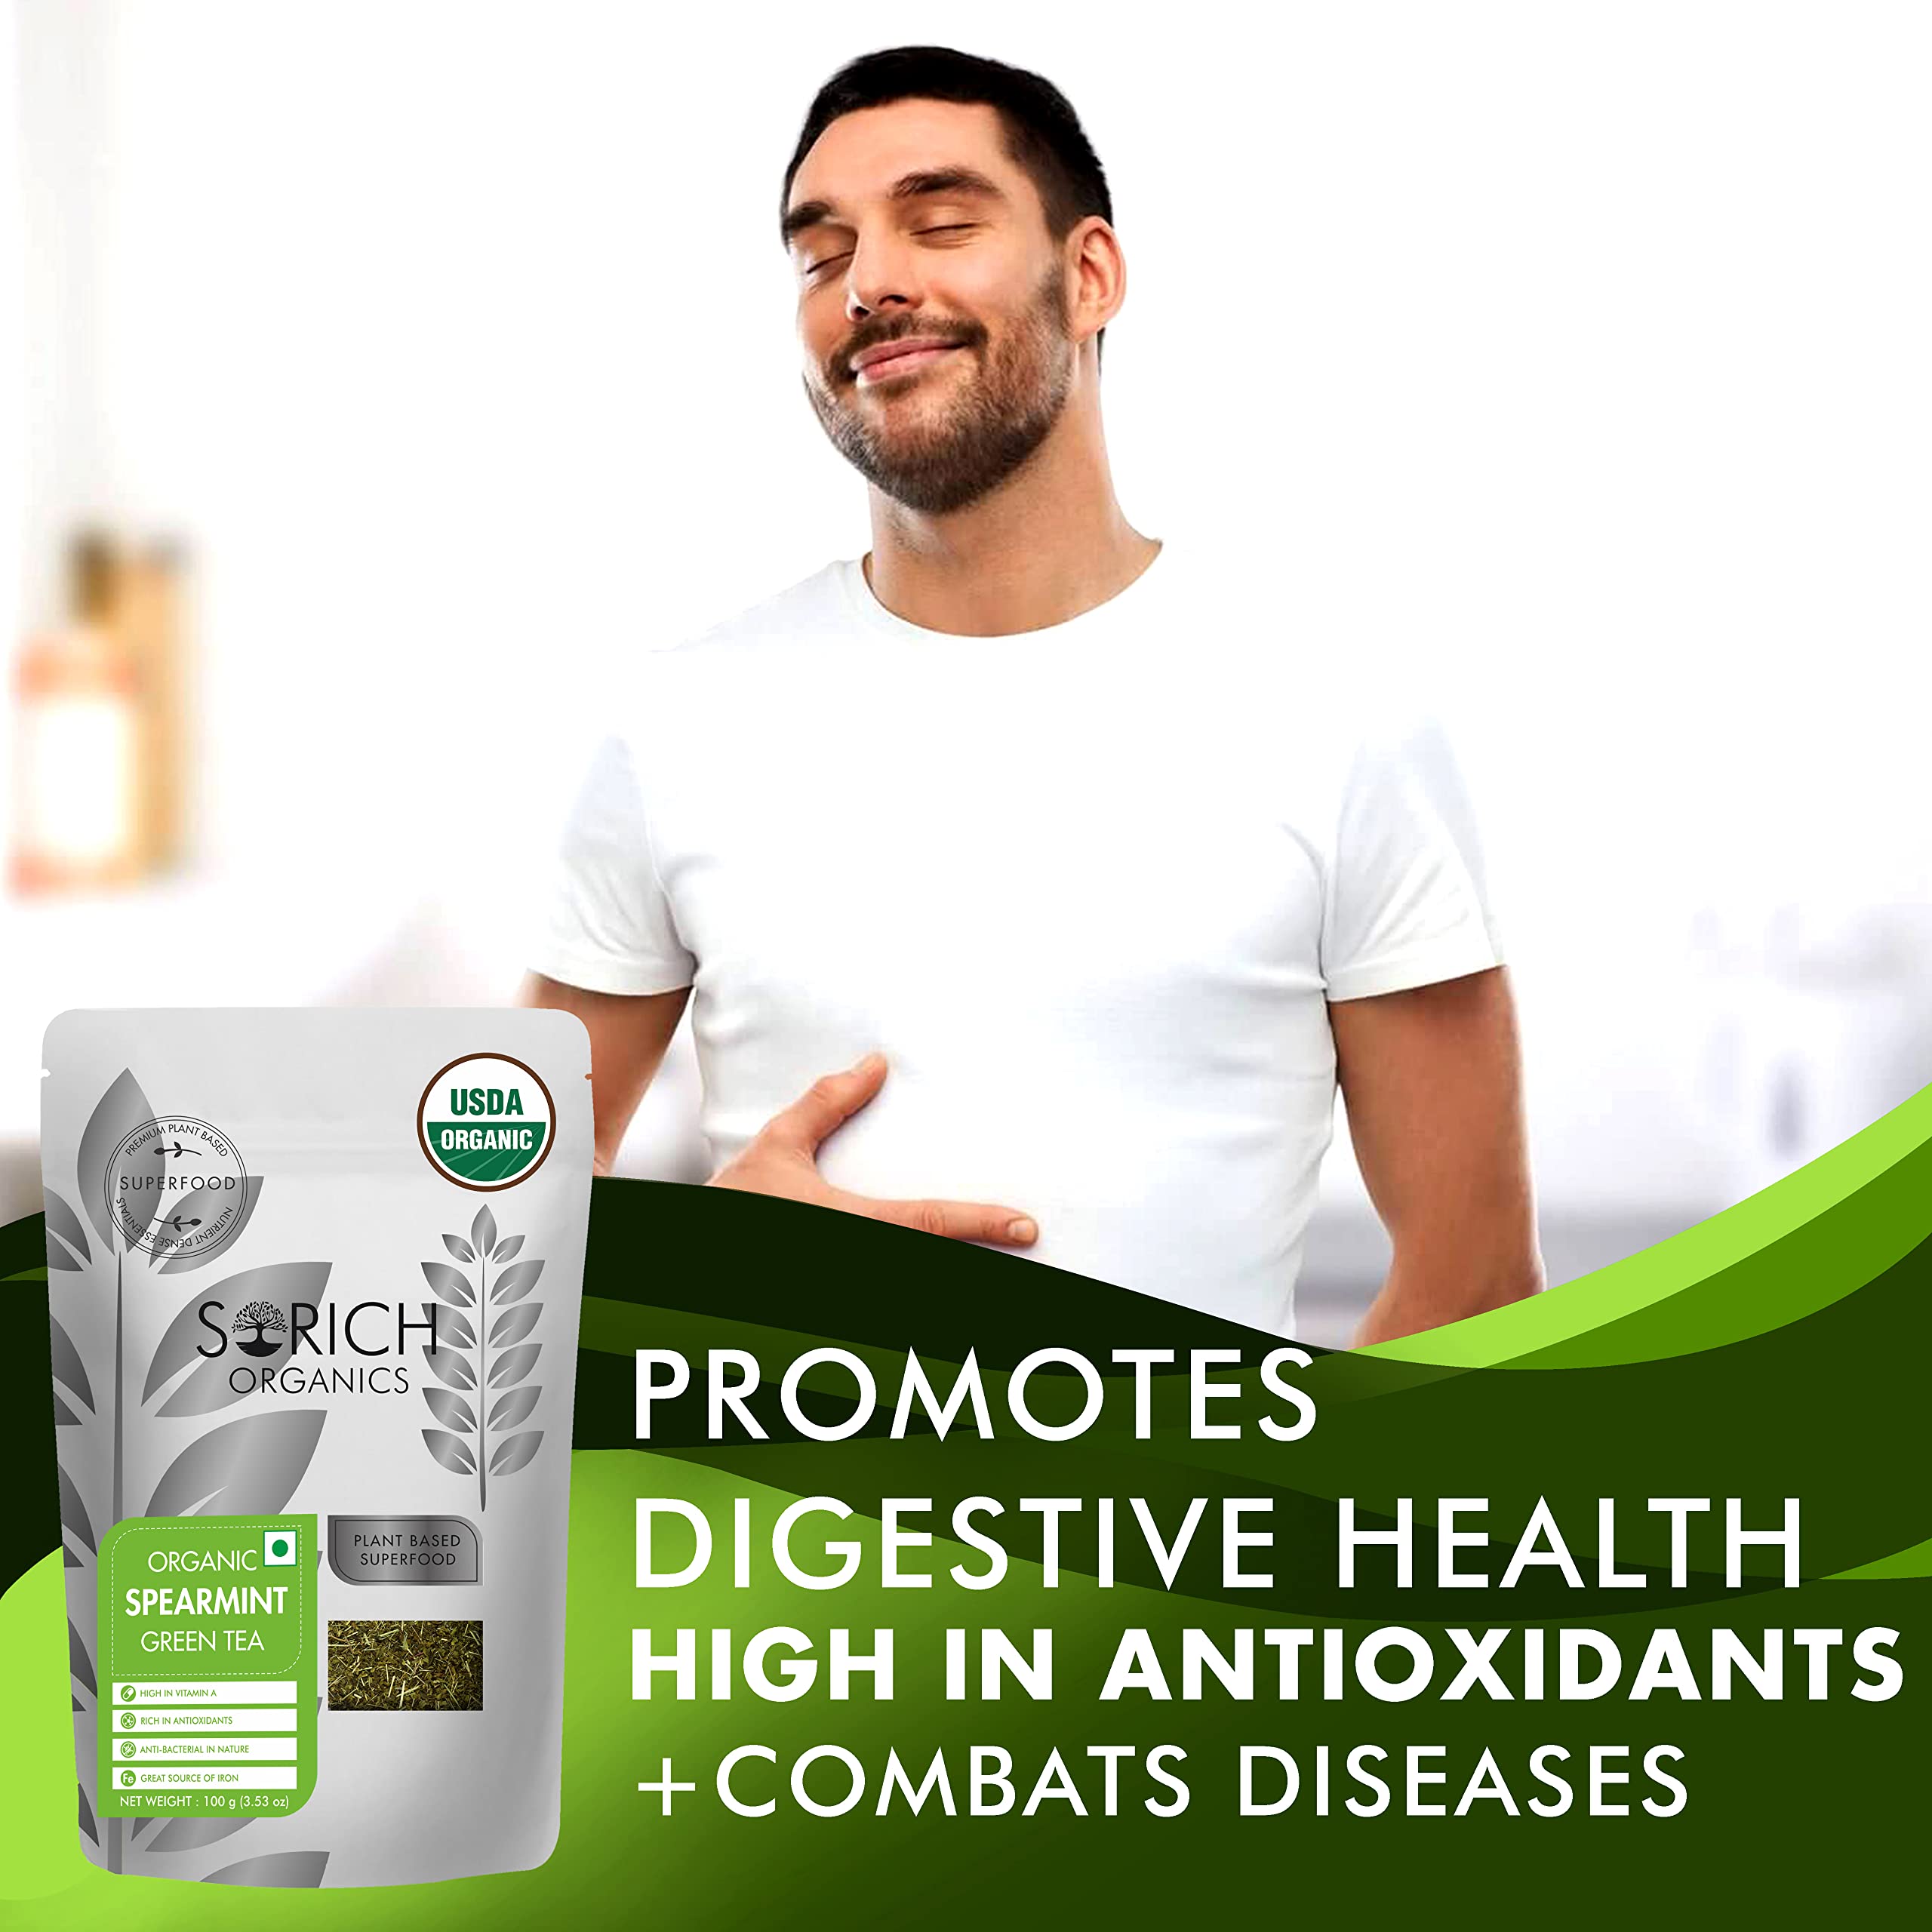 PREMIUM PLANT BASED
SUPERFOOD
NUTRIENT DENSE ESSENTIALS
USDA
ORGANIC
SORICH
ORGANICS
PLANT BASED
SUPERFOOD
ORGANIC
SPEARMINT
GREEN TEA
HIGH IN VITAMIN A
RICH IN ANTIOXIDANTS
ANTI-BACTERIAL IN NATURE
Fe GREAT SOURCE OF IRON
NET WEIGHT : 100 g (3.53 oz)
PROMOTES
DIGESTIVE HEALTH
HIGH IN ANTIOXIDANTS
+COMBATS DISEASES